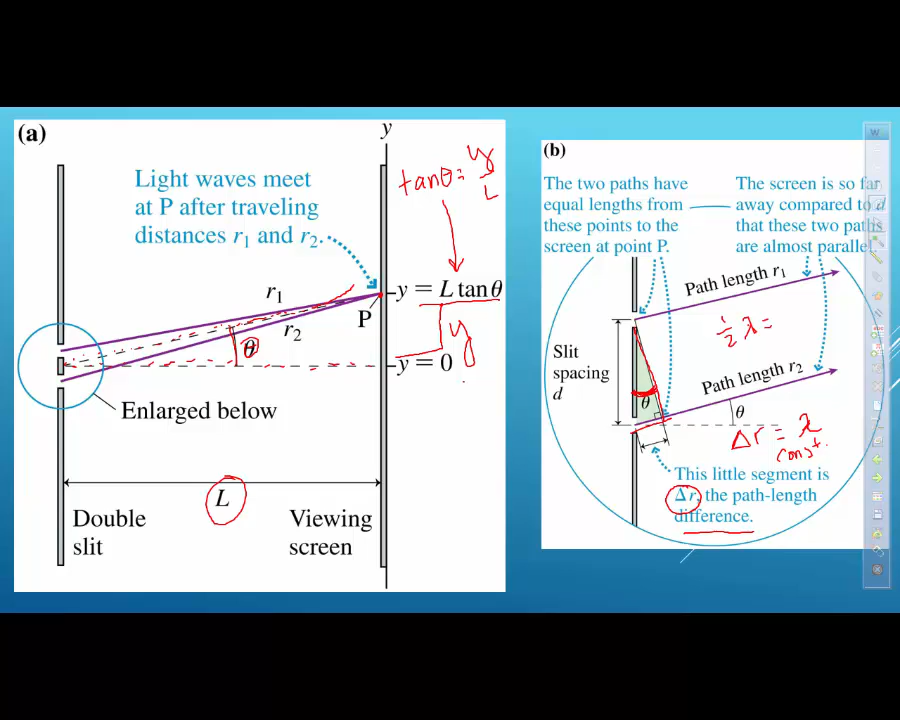 (a)
y
Light waves meet
at P after traveling
distances r₁ and r₂.
tanθ = y/L
r₁
y = L tanθ
P
r₂
θ
y
y = 0
Enlarged below
L
Double
slit
Viewing
screen
(b)
The two paths have
equal lengths from
these points to the
screen at point P.
The screen is so far
away compared to d
that these two paths
are almost parallel.
Path length r₁
½ λ =
Slit
spacing
d
Path length r₂
θ
θ
Δr = λ
const.
This little segment is
Δr, the path-length
difference.
W